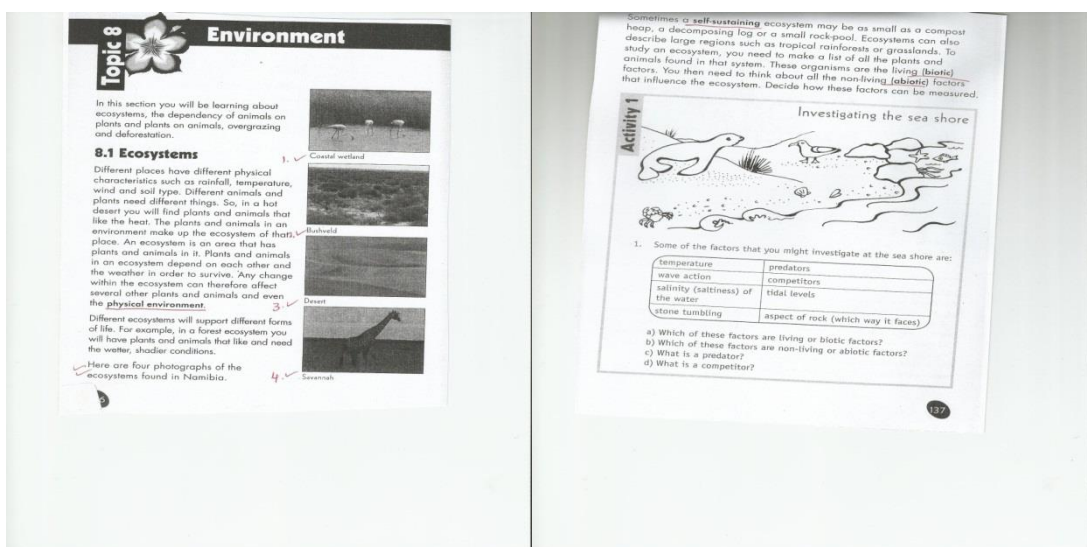 Topic 8
Environment
In this section you will be learning about
ecosystems, the dependency of animals on
plants and plants on animals, overgrazing
and deforestation.
8.1 Ecosystems
Different places have different physical
characteristics such as rainfall, temperature,
wind and soil type. Different animals and
plants need different things. So, in a hot
desert you will find plants and animals that
like the heat. The plants and animals in an
environment make up the ecosystem of that
place. An ecosystem is an area that has
plants and animals in it. Plants and animals
in an ecosystem depend on each other and
the weather in order to survive. Any change
within the ecosystem can therefore affect
several other plants and animals and even
the physical environment.
Different ecosystems will support different forms
of life. For example, in a forest ecosystem you
will have plants and animals that like and need
the wetter, shadier conditions.
Here are four photographs of the
ecosystems found in Namibia.
1. Coastal wetland
Bushveld
3. Desert
4. Savannah
Sometimes a self-sustaining ecosystem may be as small as a compost
heap, a decomposing log or a small rock-pool. Ecosystems can also
describe large regions such as tropical rainforests or grasslands. To
study an ecosystem, you need to make a list of all the plants and
animals found in that system. These organisms are the living (biatic)
factors. You then need to think about all the non-living (abiotic) factors
that influence the ecosystem. Decide how these factors can be measured.
Activity 1
Investigating the sea shore
1. Some of the factors that you might investigate at the sea shore are:
temperature predators
wave action competitors
salinity (saltiness) of tidal levels
the water
stone tumbling aspect of rock (which way it faces)
a) Which of these factors are living or biotic factors?
b) Which of these factors are non-living or abiotic factors?
c) What is a predator?
d) What is a competitor?
137